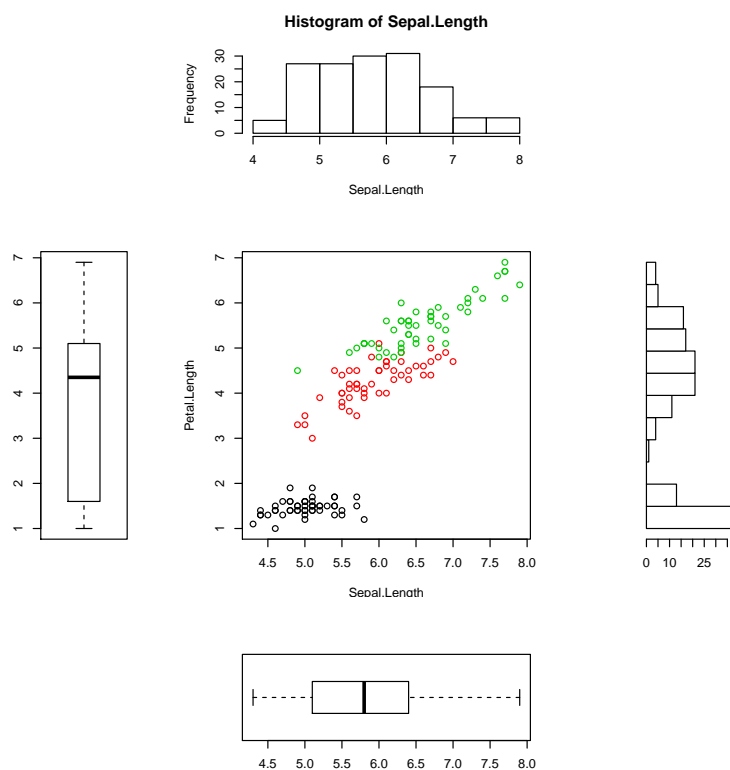 Histogram of Sepal.Length
Frequency
0 10 20 30
4 5 6 7 8
Sepal.Length
1 2 3 4 5 6 7
Petal.Length
1 2 3 4 5 6 7
4.5 5.0 5.5 6.0 6.5 7.0 7.5 8.0
Sepal.Length
0 10 25
4.5 5.0 5.5 6.0 6.5 7.0 7.5 8.0